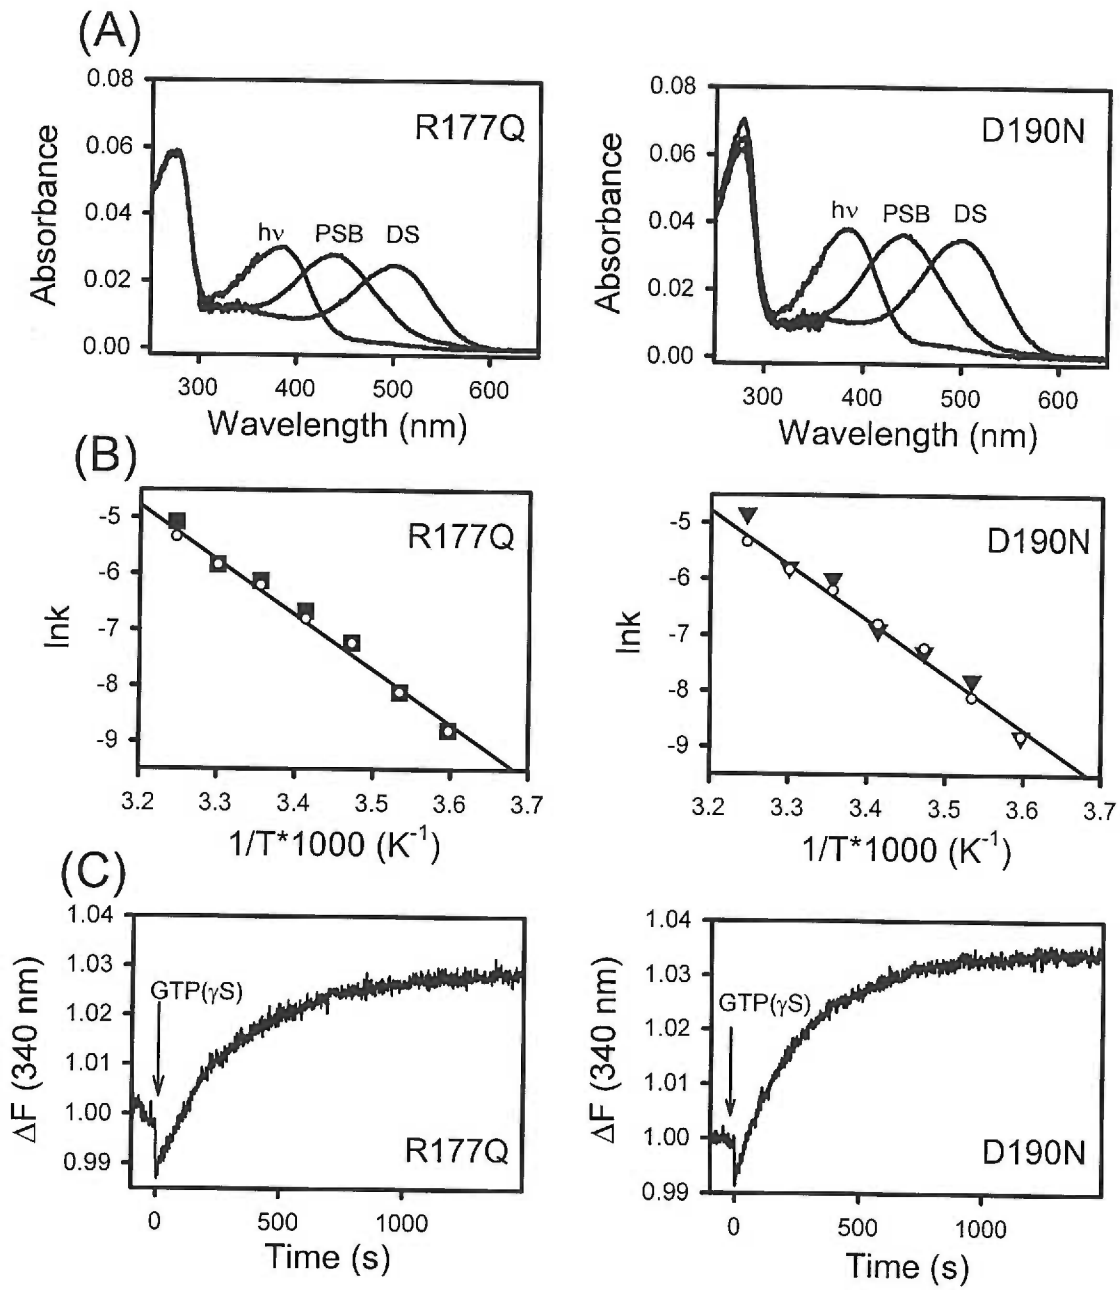 (A)
0.08
0.06
0.04
0.02
0.00
Absorbance
R177Q
hν
PSB
DS
300
400
500
600
Wavelength (nm)
0.08
0.06
0.04
0.02
0.00
Absorbance
D190N
hν
PSB
DS
300
400
500
600
Wavelength (nm)
(B)
-5
-6
-7
-8
-9
lnk
R177Q
3.2
3.3
3.4
3.5
3.6
3.7
1/T*1000 (K⁻¹)
-5
-6
-7
-8
-9
lnk
D190N
3.2
3.3
3.4
3.5
3.6
3.7
1/T*1000 (K⁻¹)
(C)
1.04
1.03
1.02
1.01
1.00
0.99
ΔF (340 nm)
GTP(γS)
R177Q
0
500
1000
Time (s)
1.04
1.03
1.02
1.01
1.00
0.99
ΔF (340 nm)
GTP(γS)
D190N
0
500
1000
Time (s)